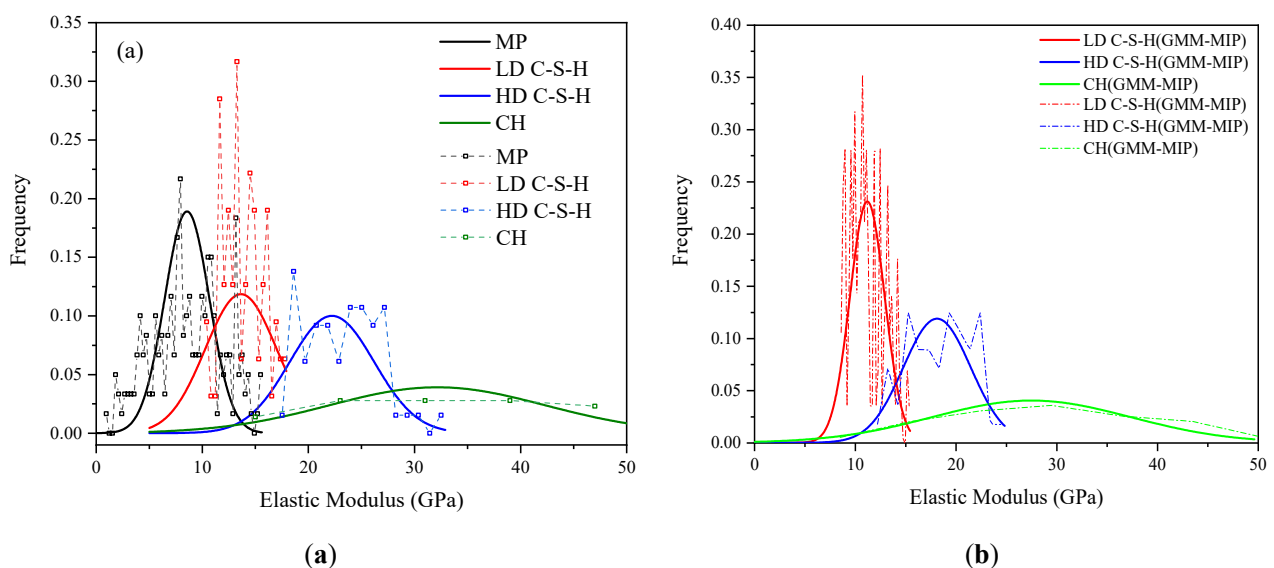 0.35
0.30
0.25
0.20
0.15
0.10
0.05
0.00
Frequency
(a)
MP
LD C-S-H
HD C-S-H
CH
MP
LD C-S-H
HD C-S-H
CH
0 10 20 30 40 50
Elastic Modulus (GPa)
(a)
0.40
0.35
0.30
0.25
0.20
0.15
0.10
0.05
0.00
Frequency
LD C-S-H(GMM-MIP)
HD C-S-H(GMM-MIP)
CH(GMM-MIP)
LD C-S-H(GMM-MIP)
HD C-S-H(GMM-MIP)
CH(GMM-MIP)
0 10 20 30 40 50
Elastic Modulus (GPa)
(b)